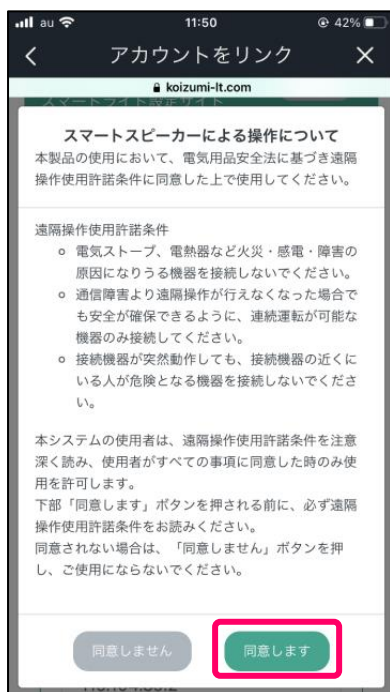 au 11:50 42%
アカウントをリンク
koizumi-lt.com
スマートライト設定サイト
スマートスピーカーによる操作について
本製品の使用において、電気用品安全法に基づき遠隔
操作使用許諾条件に同意した上で使用してください。
遠隔操作使用許諾条件
電気ストーブ、電熱器など火災・感電・障害の
原因になりうる機器を接続しないでください。
通信障害より遠隔操作が行えなくなった場合で
も安全が確保できるように、連続運転が可能な
機器のみ接続してください。
接続機器が突然動作しても、接続機器の近くに
いる人が危険となる機器を接続しないでくださ
い。
本システムの使用者は、遠隔操作使用許諾条件を注意
深く読み、使用者がすべての事項に同意した時のみ使
用を許可します。
下部「同意します」ボタンを押される前に、必ず遠隔
操作使用許諾条件をお読みください。
同意されない場合は、「同意しません」ボタンを押
し、ご使用にならないでください。
同意しません 同意します